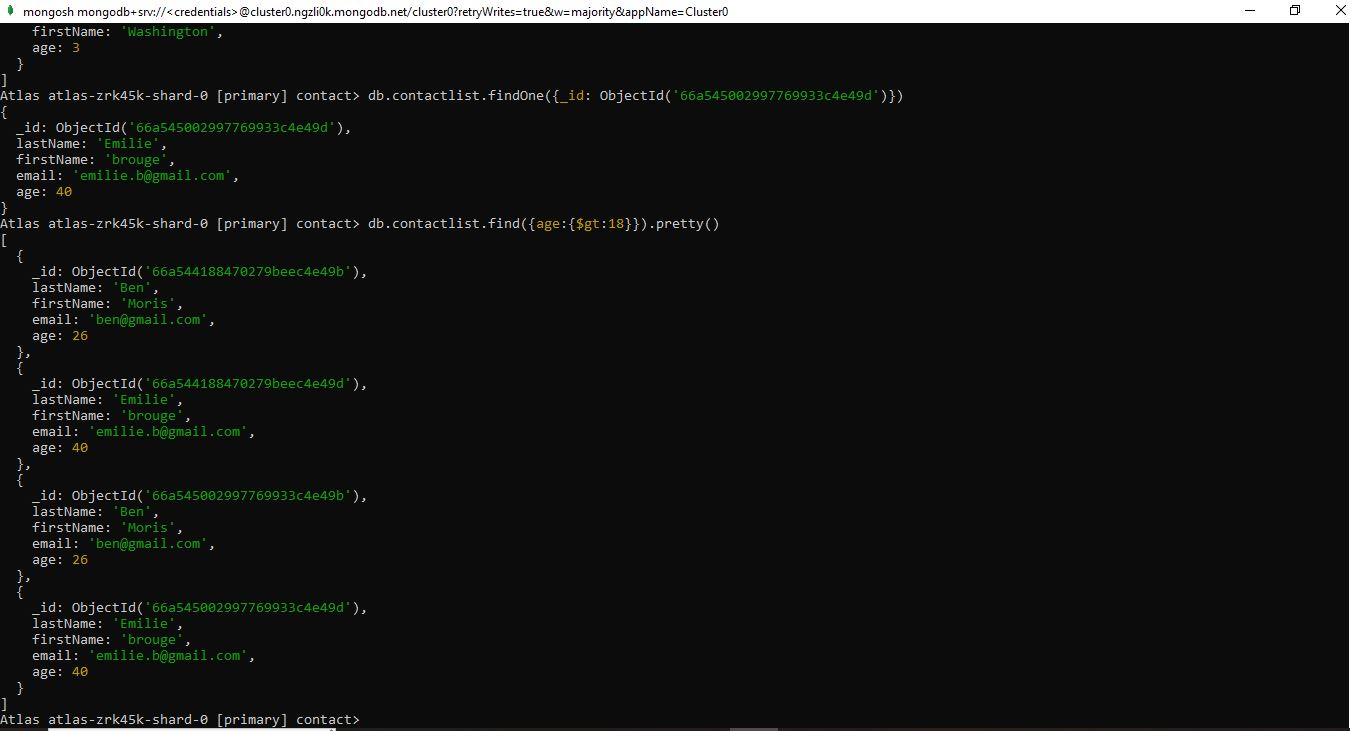 mongosh mongodb+srv://<credentials>@cluster0.ngzli0k.mongodb.net/cluster0?retryWrites=true&w=majority&appName=Cluster0
    firstName: 'Washington',
    age: 3
  }
]
Atlas atlas-zrk45k-shard-0 [primary] contact> db.contactlist.findOne({_id: ObjectId('66a545002997769933c4e49d')})
{
  _id: ObjectId('66a545002997769933c4e49d'),
  lastName: 'Emilie',
  firstName: 'brouge',
  email: 'emilie.b@gmail.com',
  age: 40
}
Atlas atlas-zrk45k-shard-0 [primary] contact> db.contactlist.find({age:{$gt:18}}).pretty()
[
  {
    _id: ObjectId('66a544188470279beec4e49b'),
    lastName: 'Ben',
    firstName: 'Moris',
    email: 'ben@gmail.com',
    age: 26
  },
  {
    _id: ObjectId('66a544188470279beec4e49d'),
    lastName: 'Emilie',
    firstName: 'brouge',
    email: 'emilie.b@gmail.com',
    age: 40
  },
  {
    _id: ObjectId('66a545002997769933c4e49b'),
    lastName: 'Ben',
    firstName: 'Moris',
    email: 'ben@gmail.com',
    age: 26
  },
  {
    _id: ObjectId('66a545002997769933c4e49d'),
    lastName: 'Emilie',
    firstName: 'brouge',
    email: 'emilie.b@gmail.com',
    age: 40
  }
]
Atlas atlas-zrk45k-shard-0 [primary] contact>